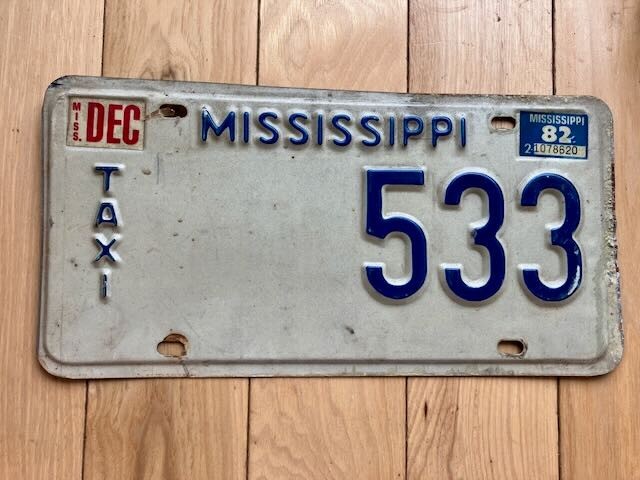 MISS. DEC
MISSISSIPPI
MISSISSIPPI
82
21078620
TAXI
533